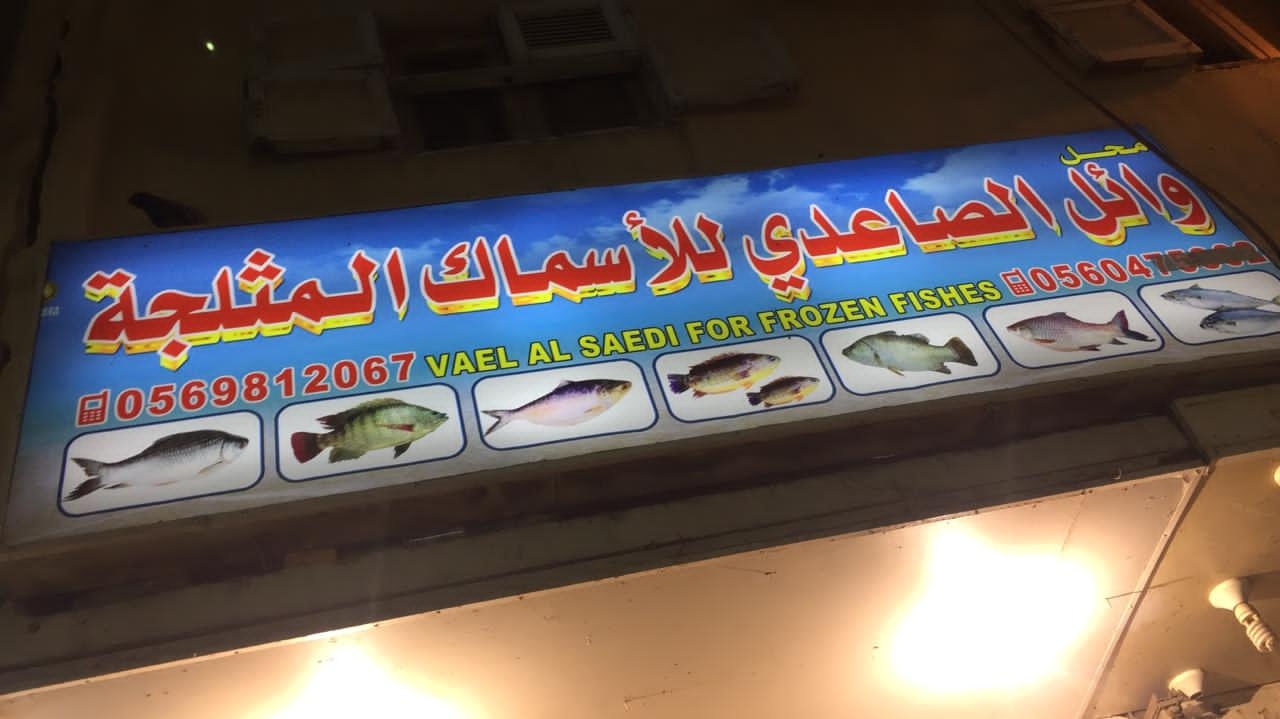 محل
وائل الصاعدي للأسماك المثلجة
0569812067 VAEL AL SAEDI FOR FROZEN FISHES